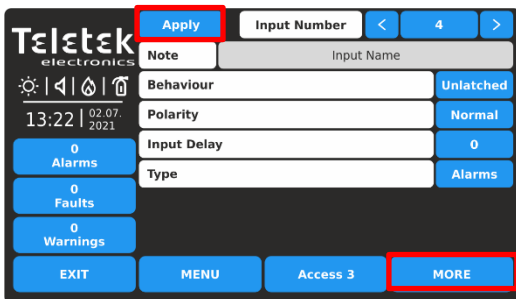 Teletek
electronics
13:22 02.07.
2021
0
Alarms
0
Faults
0
Warnings
EXIT
Apply
Input Number < 4 >
Note Input Name
Behaviour Unlatched
Polarity Normal
Input Delay 0
Type Alarms
MENU Access 3 MORE